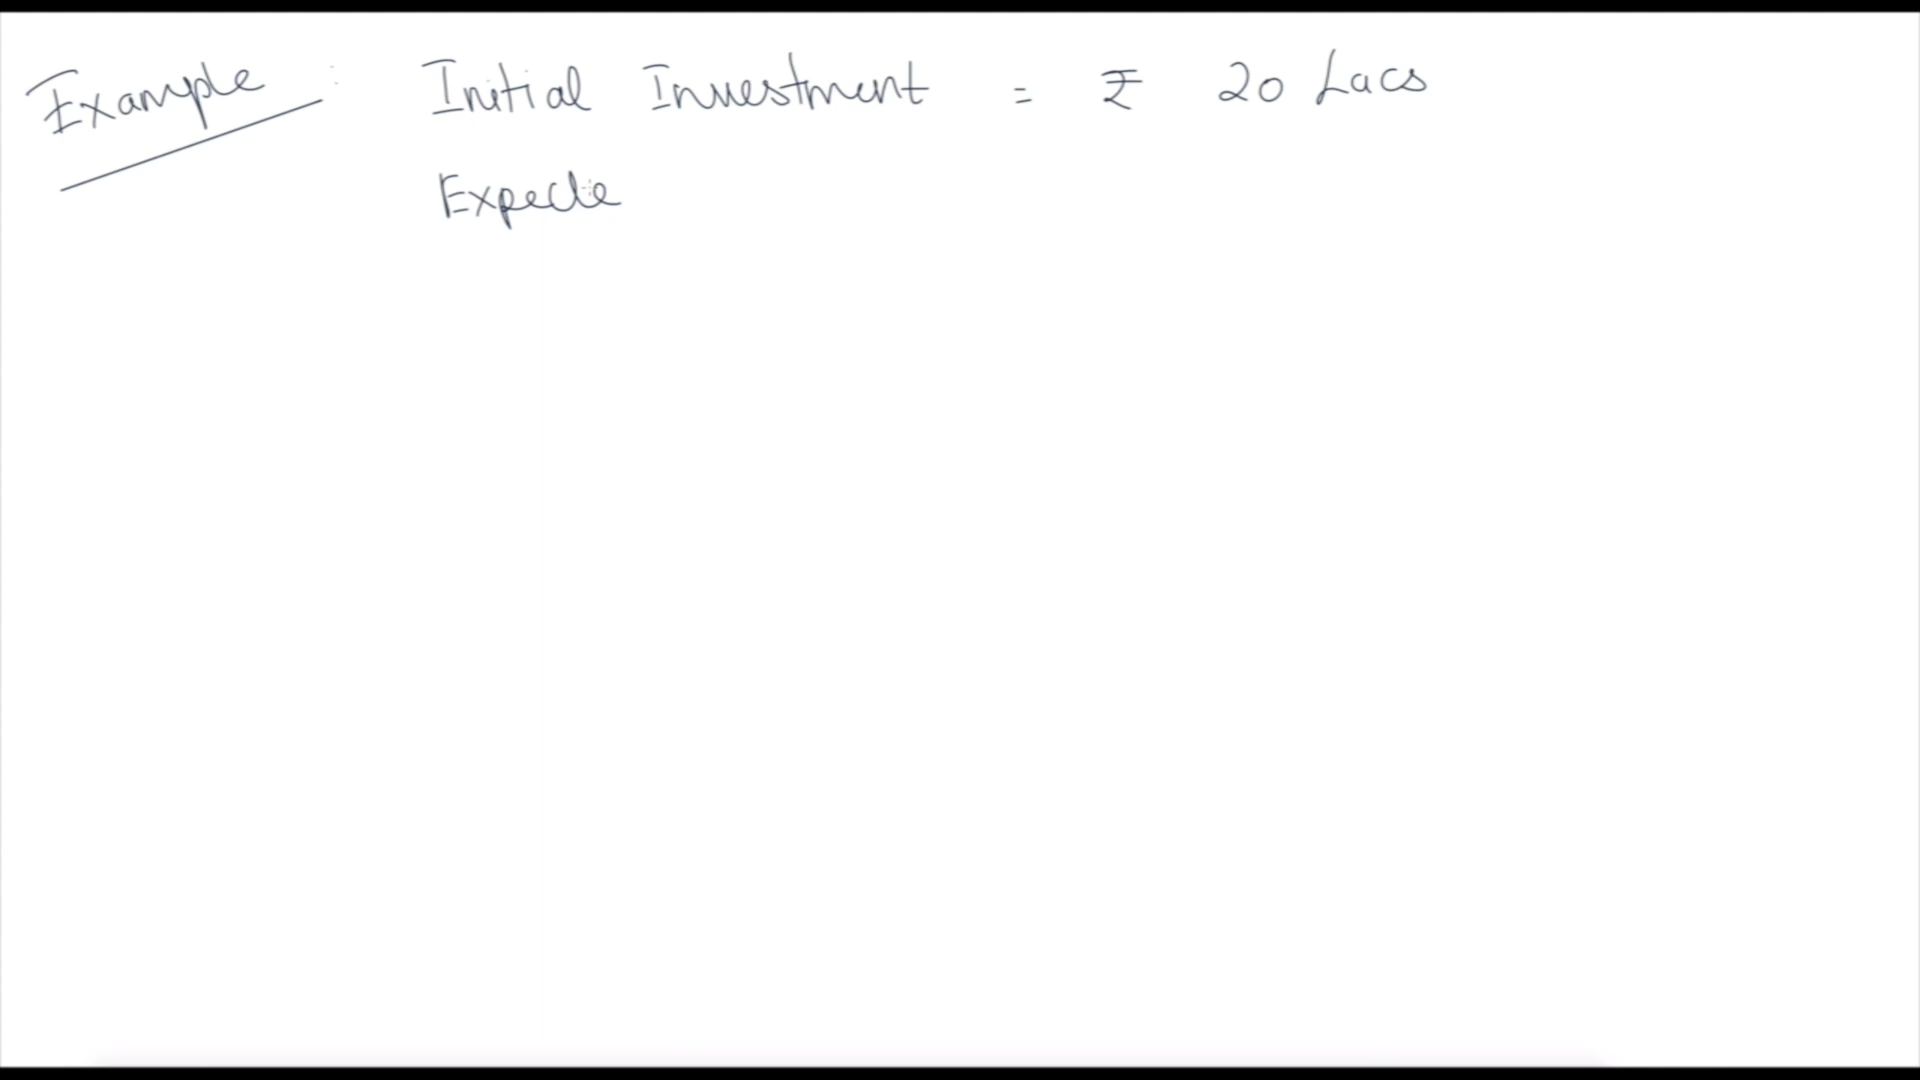 Example : Initial Investment = ₹ 20 Lacs
Expecte